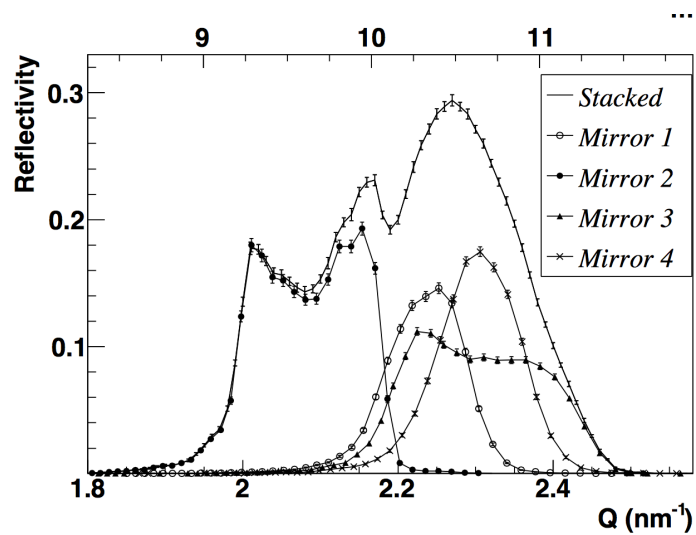 ...
9 10 11
Reflectivity
0.3
0.2
0.1
Stacked
Mirror 1
Mirror 2
Mirror 3
Mirror 4
1.8 2 2.2 2.4
Q (nm⁻¹)